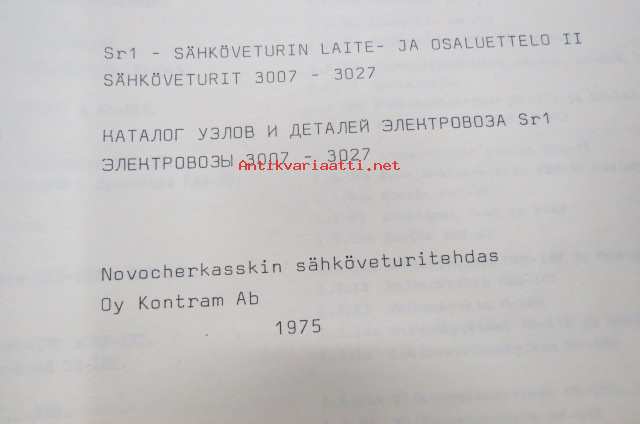 Sr1 - SÄHKÖVETURIN LAITE- JA OSALUETTELO II
SÄHKÖVETURIT 3007 - 3027
КАТАЛОГ УЗЛОВ И ДЕТАЛЕЙ ЭЛЕКТРОВОЗА Sr1
ЭЛЕКТРОВОЗЫ 3007 - 3027
Antikvariaatti.net
Novocherkasskin sähköveturitehdas
Oy Kontram Ab
1975